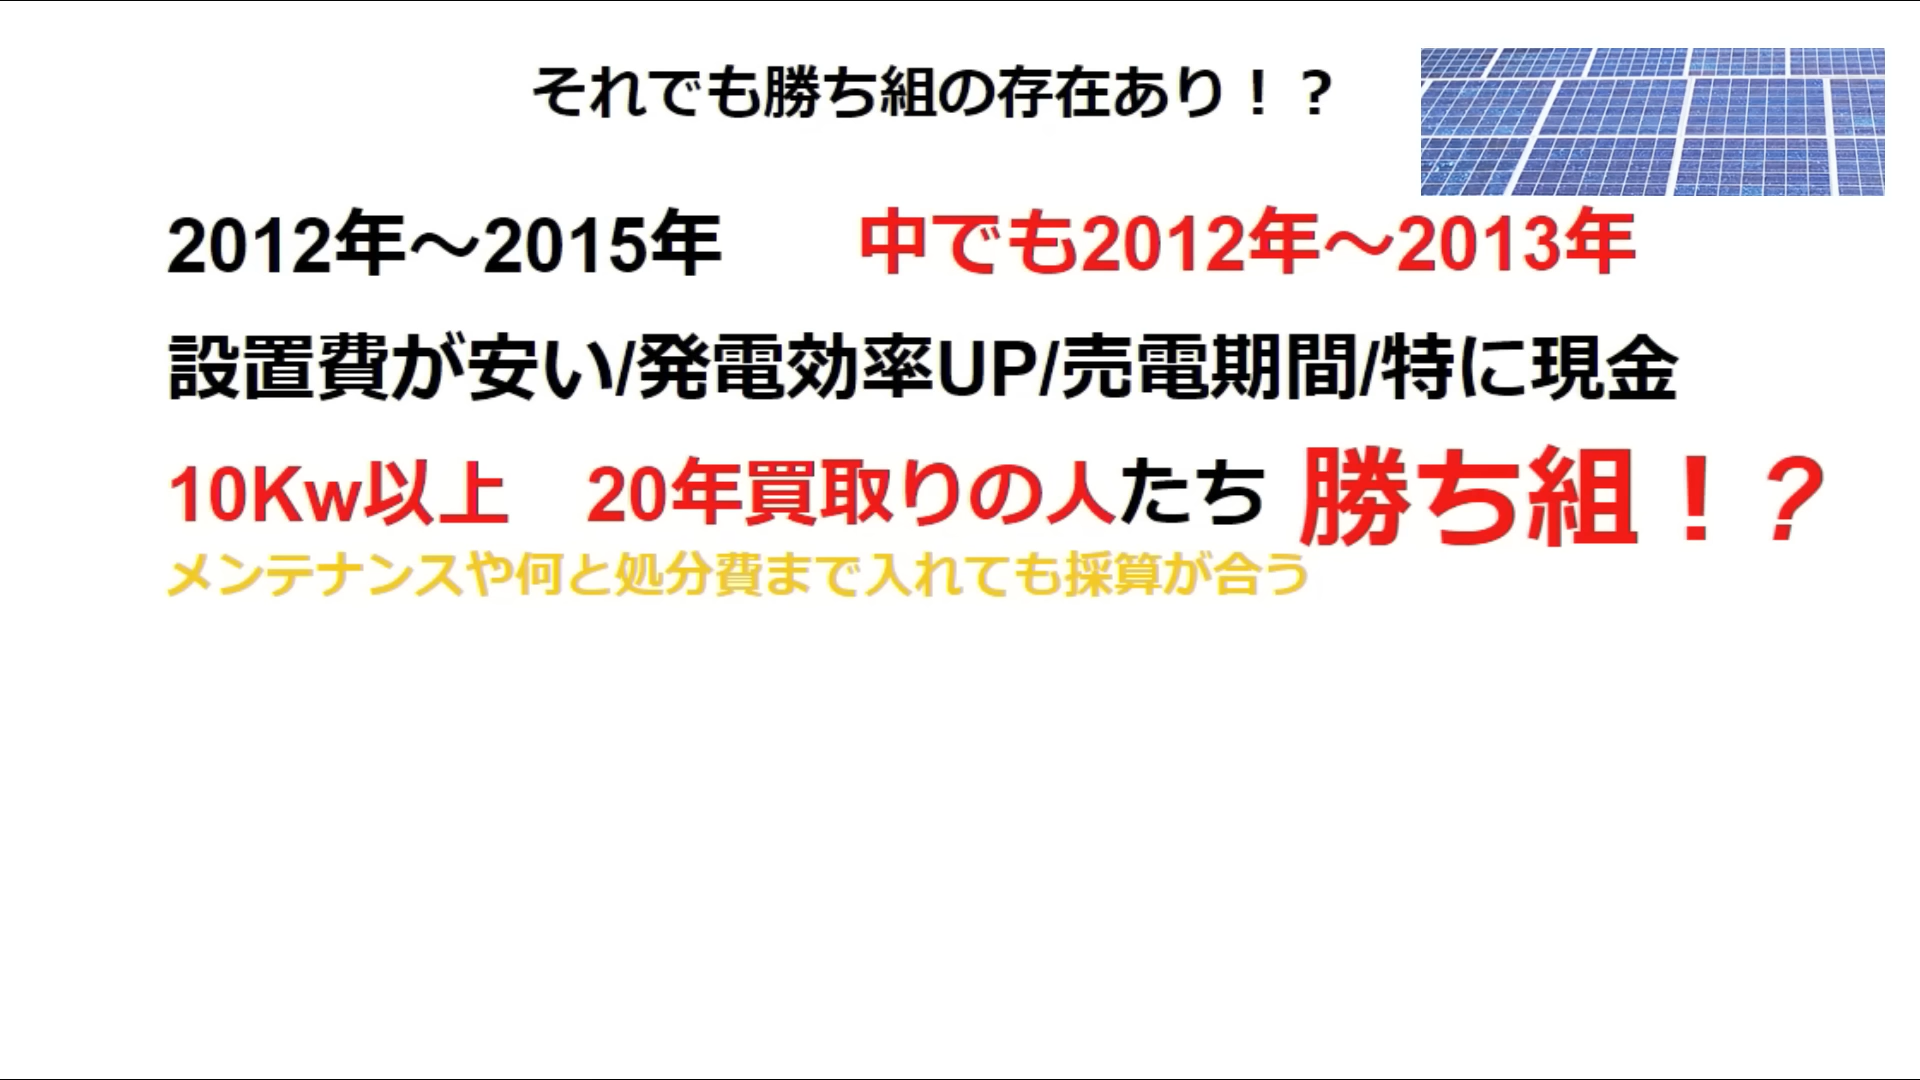 それでも勝ち組の存在あり！？
2012年～2015年　中でも2012年～2013年
設置費が安い/発電効率UP/売電期間/特に現金
10Kw以上　20年買取りの人たち 勝ち組！？
メンテナンスや何と処分費まで入れても採算が合う